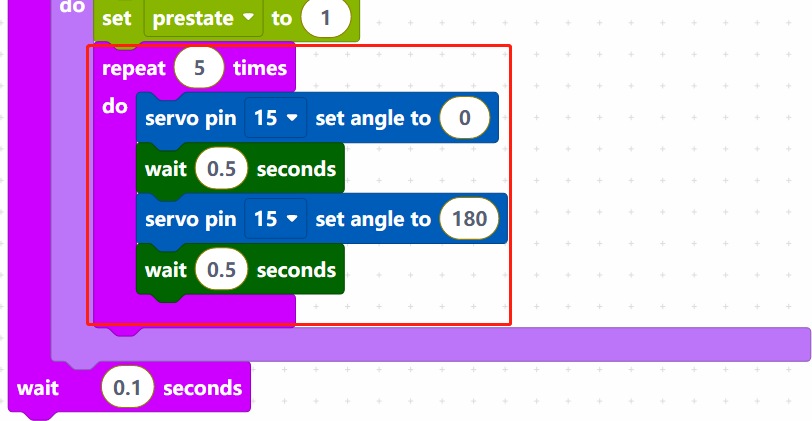 do
set prestate to 1
repeat 5 times
do
servo pin 15 set angle to 0
wait 0.5 seconds
servo pin 15 set angle to 180
wait 0.5 seconds
wait 0.1 seconds